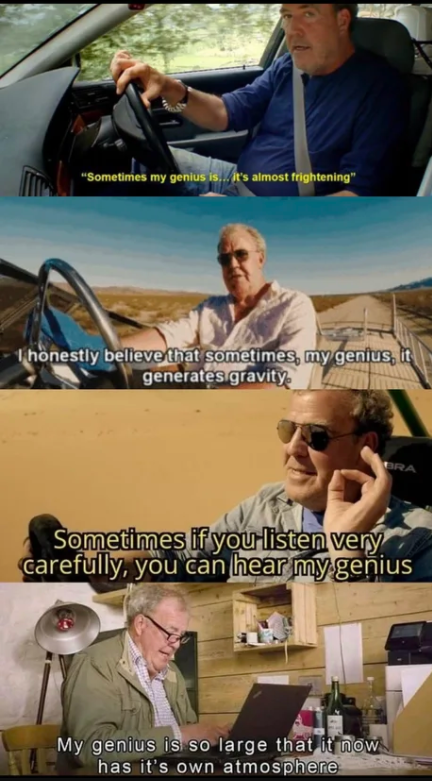 “Sometimes my genius is... it's almost frightening”
I honestly believe that sometimes, my genius, it
generates gravity.
BRA
Sometimes if you listen very
carefully, you can hear my genius
My genius is so large that it now
has it's own atmosphere